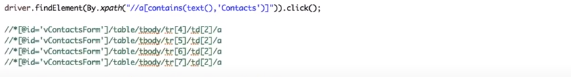 driver.findElement(By.xpath("//a[contains(text(),'Contacts')]")).click();
//*[@id='vContactsForm']/table/tbody/tr[4]/td[2]/a
//*[@id='vContactsForm']/table/tbody/tr[5]/td[2]/a
//*[@id='vContactsForm']/table/tbody/tr[6]/td[2]/a
//*[@id='vContactsForm']/table/tbody/tr[7]/td[2]/a